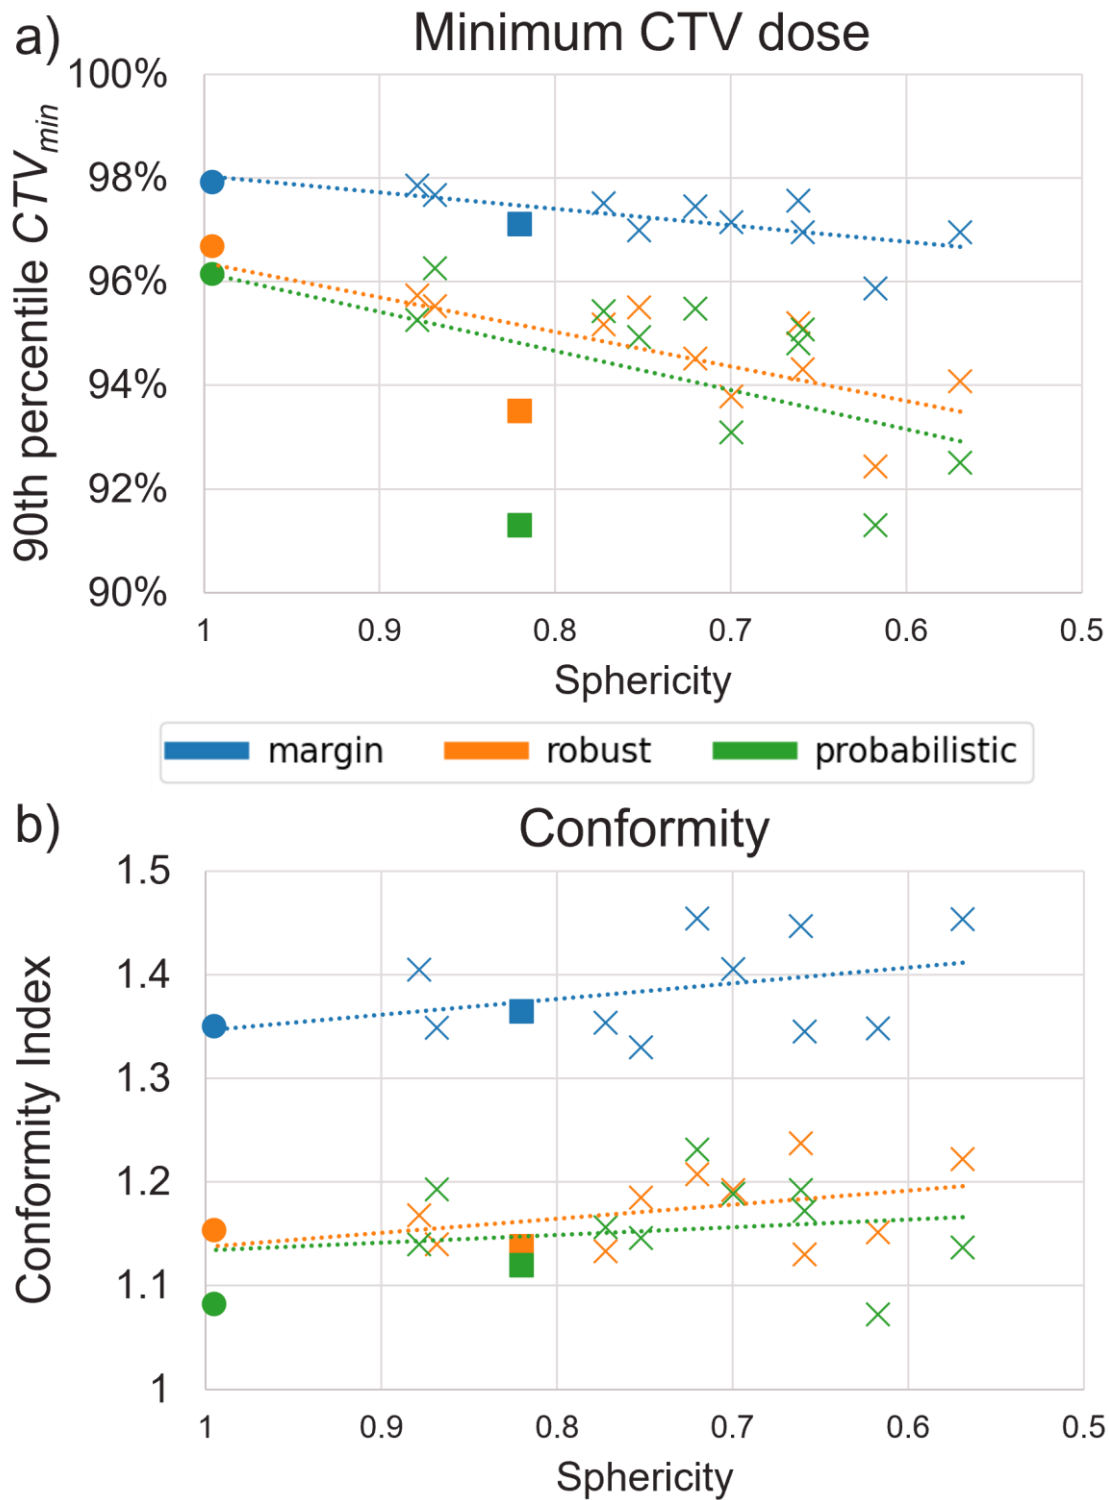 a)
Minimum CTV dose
90th percentile CTVmin
100%
98%
96%
94%
92%
90%
1 0.9 0.8 0.7 0.6 0.5
Sphericity
margin robust probabilistic
b)
Conformity
Conformity Index
1.5
1.4
1.3
1.2
1.1
1
1 0.9 0.8 0.7 0.6 0.5
Sphericity